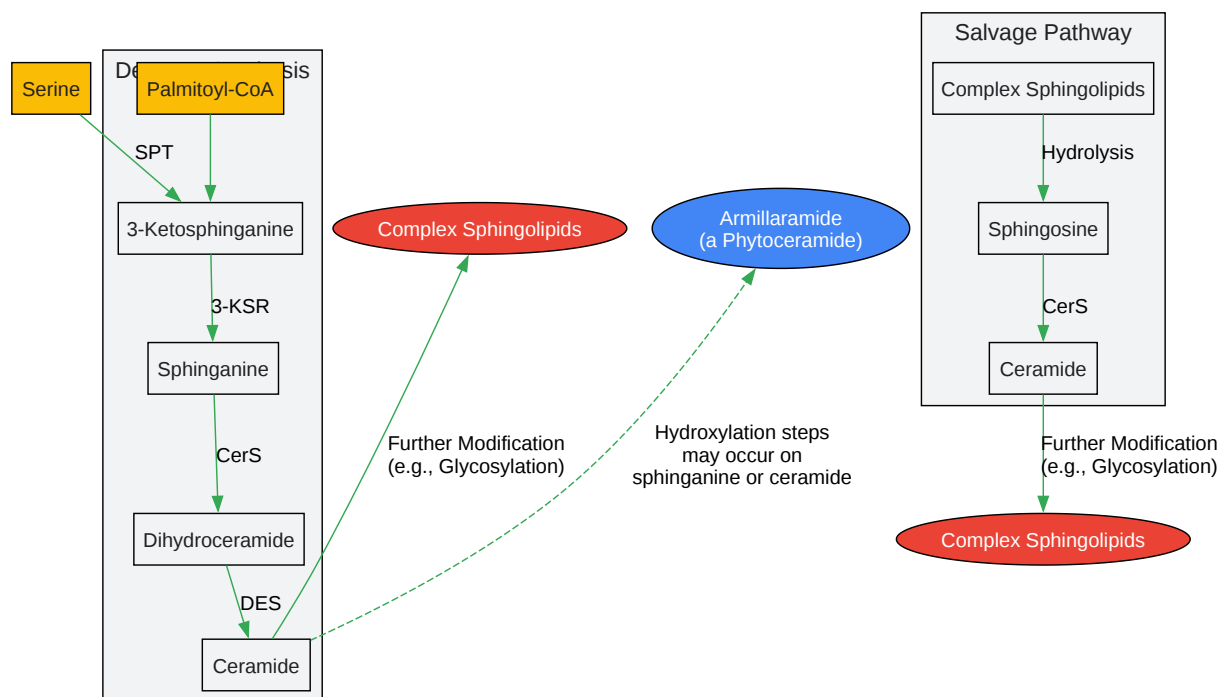 Salvage Pathway
De
Serine
Palmitoyl-CoA
Complex Sphingolipids
SPT
Hydrolysis
3-Ketosphinganine
Complex Sphingolipids
Armillaramide
(a Phytoceramide)
Sphingosine
3-KSR
CerS
Sphinganine
Ceramide
CerS
Further Modification
(e.g., Glycosylation)
Hydroxylation steps
may occur on
sphinganine or ceramide
Further Modification
(e.g., Glycosylation)
Dihydroceramide
Complex Sphingolipids
DES
Ceramide